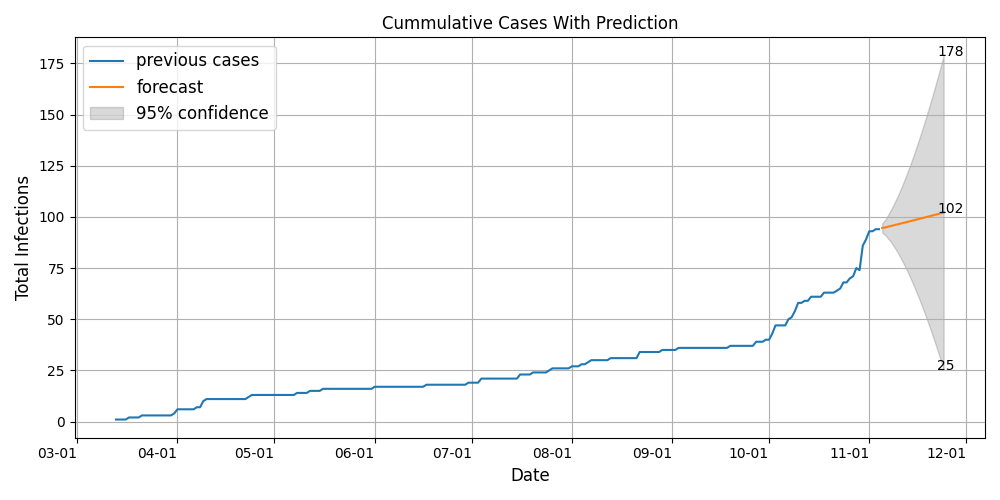 Cummulative Cases With Prediction
previous cases
forecast
95% confidence
178
102
25
Total Infections
175
150
125
100
75
50
25
0
03-01 04-01 05-01 06-01 07-01 08-01 09-01 10-01 11-01 12-01
Date